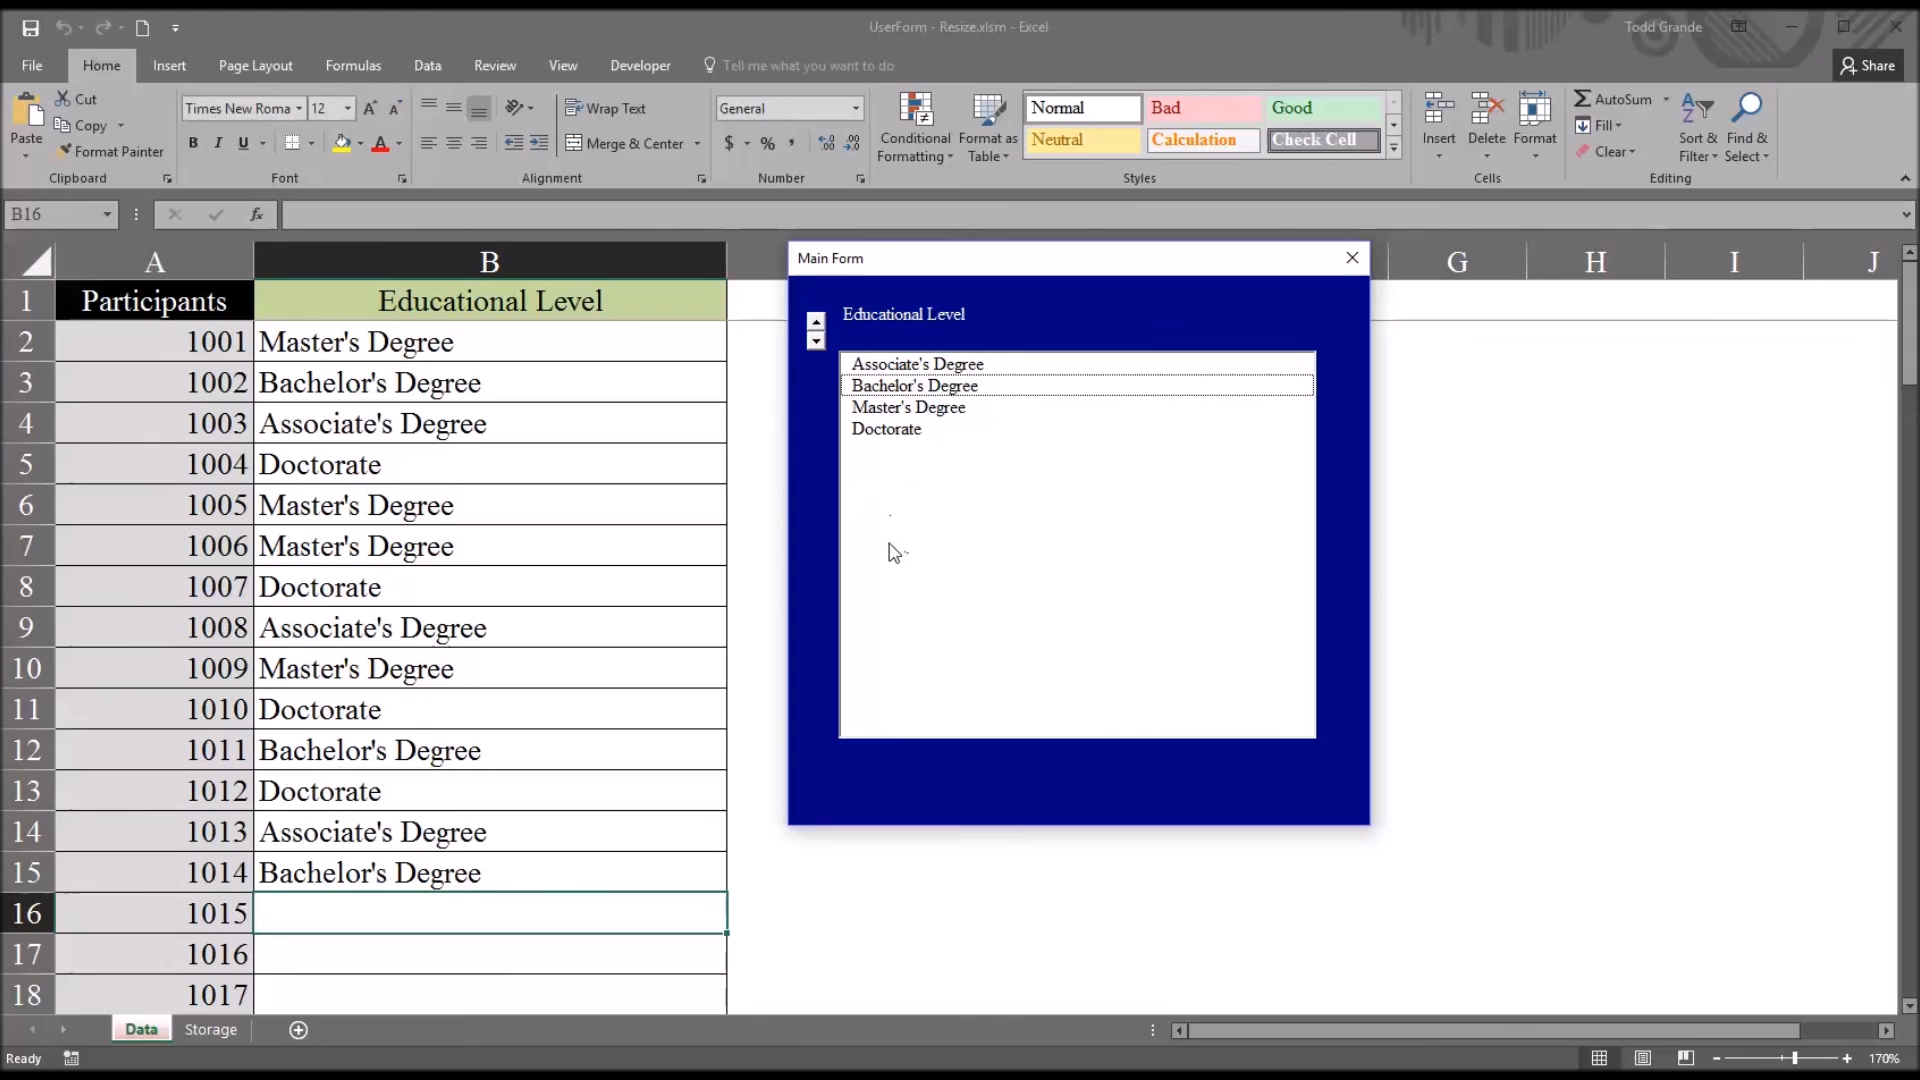 UserForm - Resize.xlsm - Excel
Todd Grande
File Home Insert Page Layout Formulas Data Review View Developer Tell me what you want to do
Share
Paste
Cut
Copy
Format Painter
Clipboard
Times New Roma 12
B I U
Font
Wrap Text
Merge & Center
Alignment
General
$ % ,
Number
Conditional Formatting
Format as Table
Normal Bad Good
Neutral Calculation Check Cell
Styles
Insert Delete Format
Cells
AutoSum
Fill
Clear
Sort & Filter
Find & Select
Editing
B16
fx
A B G H I J
1 Participants Educational Level
2 1001 Master's Degree
3 1002 Bachelor's Degree
4 1003 Associate's Degree
5 1004 Doctorate
6 1005 Master's Degree
7 1006 Master's Degree
8 1007 Doctorate
9 1008 Associate's Degree
10 1009 Master's Degree
11 1010 Doctorate
12 1011 Bachelor's Degree
13 1012 Doctorate
14 1013 Associate's Degree
15 1014 Bachelor's Degree
16 1015
17 1016
18 1017
Main Form
Educational Level
Associate's Degree
Bachelor's Degree
Master's Degree
Doctorate
Data Storage
Ready
170%